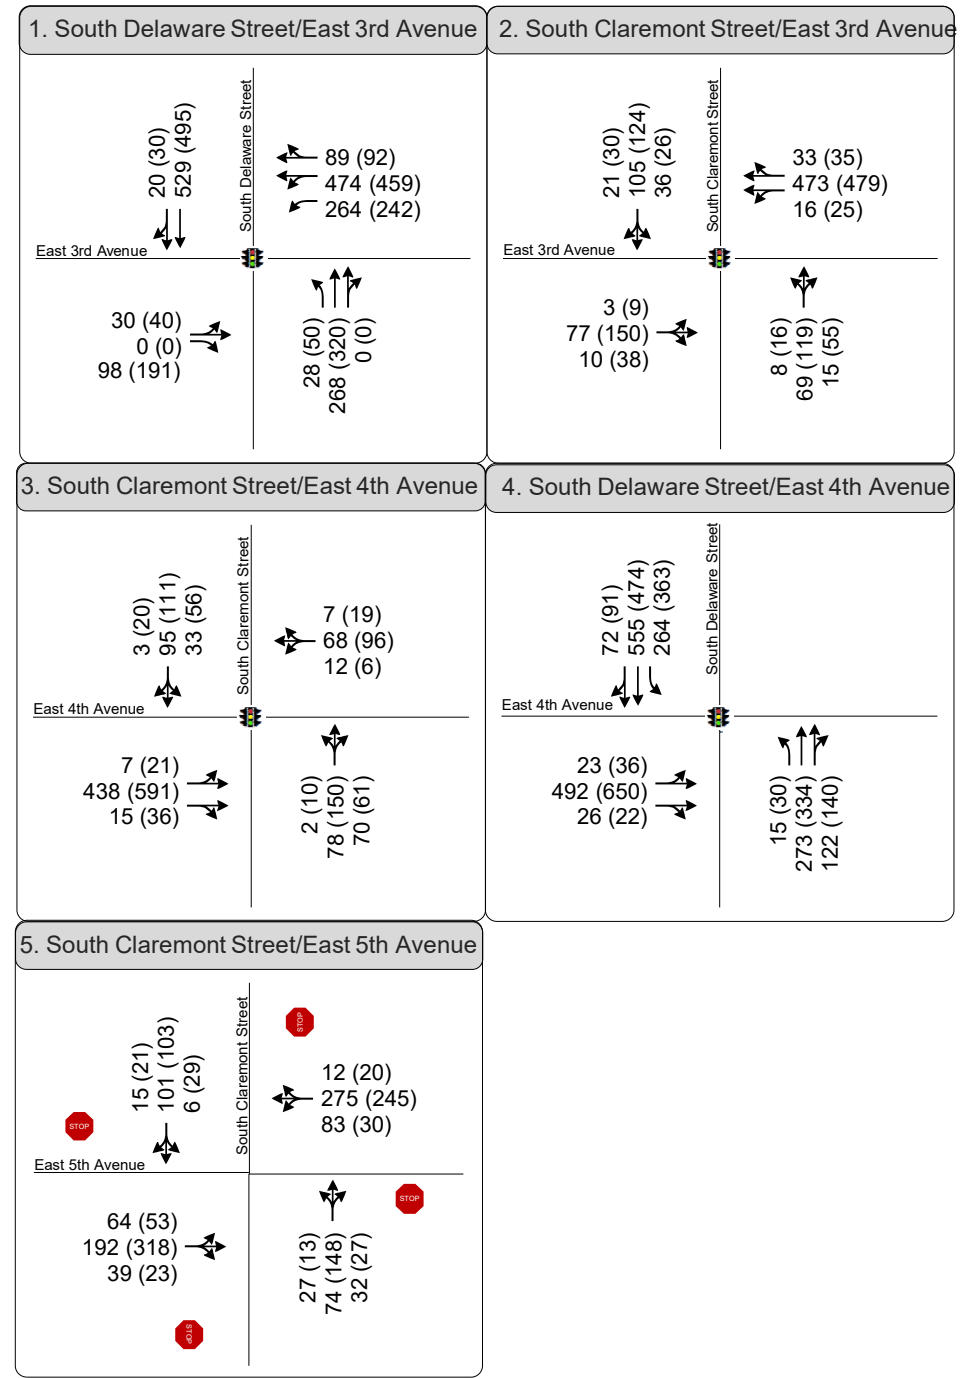 1. South Delaware Street/East 3rd Avenue
20 (30)
529 (495)
South Delaware Street
89 (92)
474 (459)
264 (242)
East 3rd Avenue
30 (40)
0 (0)
98 (191)
28 (50)
268 (320)
0 (0)
2. South Claremont Street/East 3rd Avenue
21 (30)
105 (124)
36 (26)
South Claremont Street
33 (35)
473 (479)
16 (25)
East 3rd Avenue
3 (9)
77 (150)
10 (38)
8 (16)
69 (119)
15 (55)
3. South Claremont Street/East 4th Avenue
3 (20)
95 (111)
33 (56)
South Claremont Street
7 (19)
68 (96)
12 (6)
East 4th Avenue
7 (21)
438 (591)
15 (36)
2 (10)
78 (150)
70 (61)
4. South Delaware Street/East 4th Avenue
72 (91)
555 (474)
264 (363)
South Delaware Street
East 4th Avenue
23 (36)
492 (650)
26 (22)
15 (30)
273 (334)
122 (140)
5. South Claremont Street/East 5th Avenue
15 (21)
101 (103)
6 (29)
South Claremont Street
STOP
12 (20)
275 (245)
83 (30)
STOP
East 5th Avenue
STOP
64 (53)
192 (318)
39 (23)
27 (13)
74 (148)
32 (27)
STOP